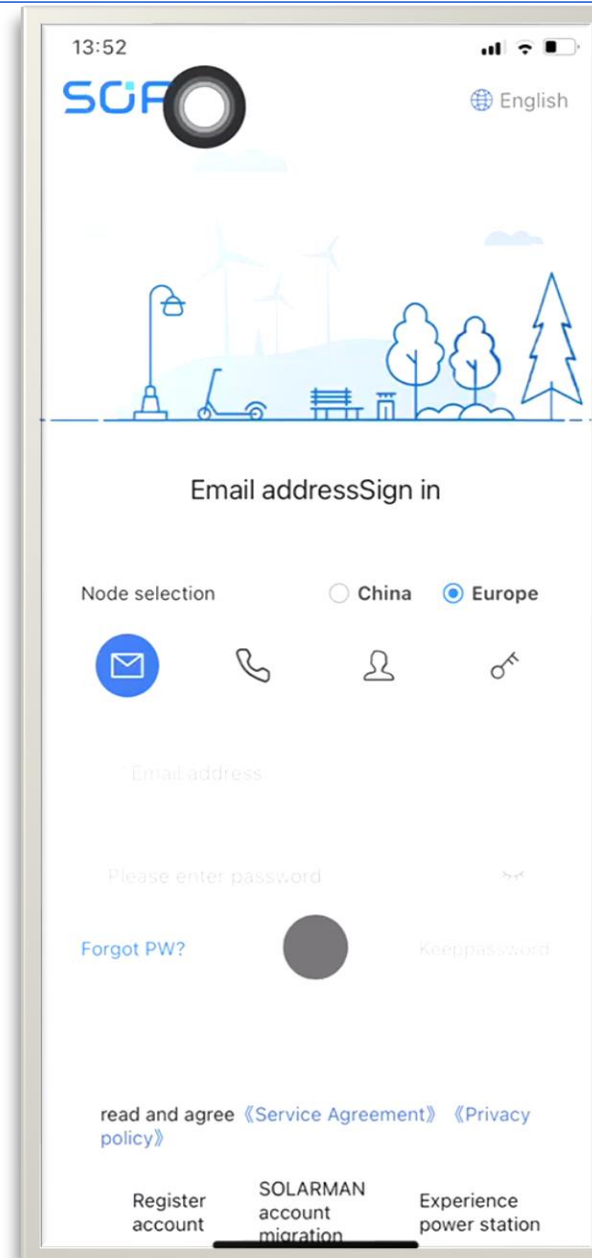 13:52
English
Email addressSign in
Node selection
China
Europe
Email address
Please enter password
Forgot PW?
Keeppassword
read and agree 《Service Agreement》 《Privacy
policy》
Register
account
SOLARMAN
account
migration
Experience
power station